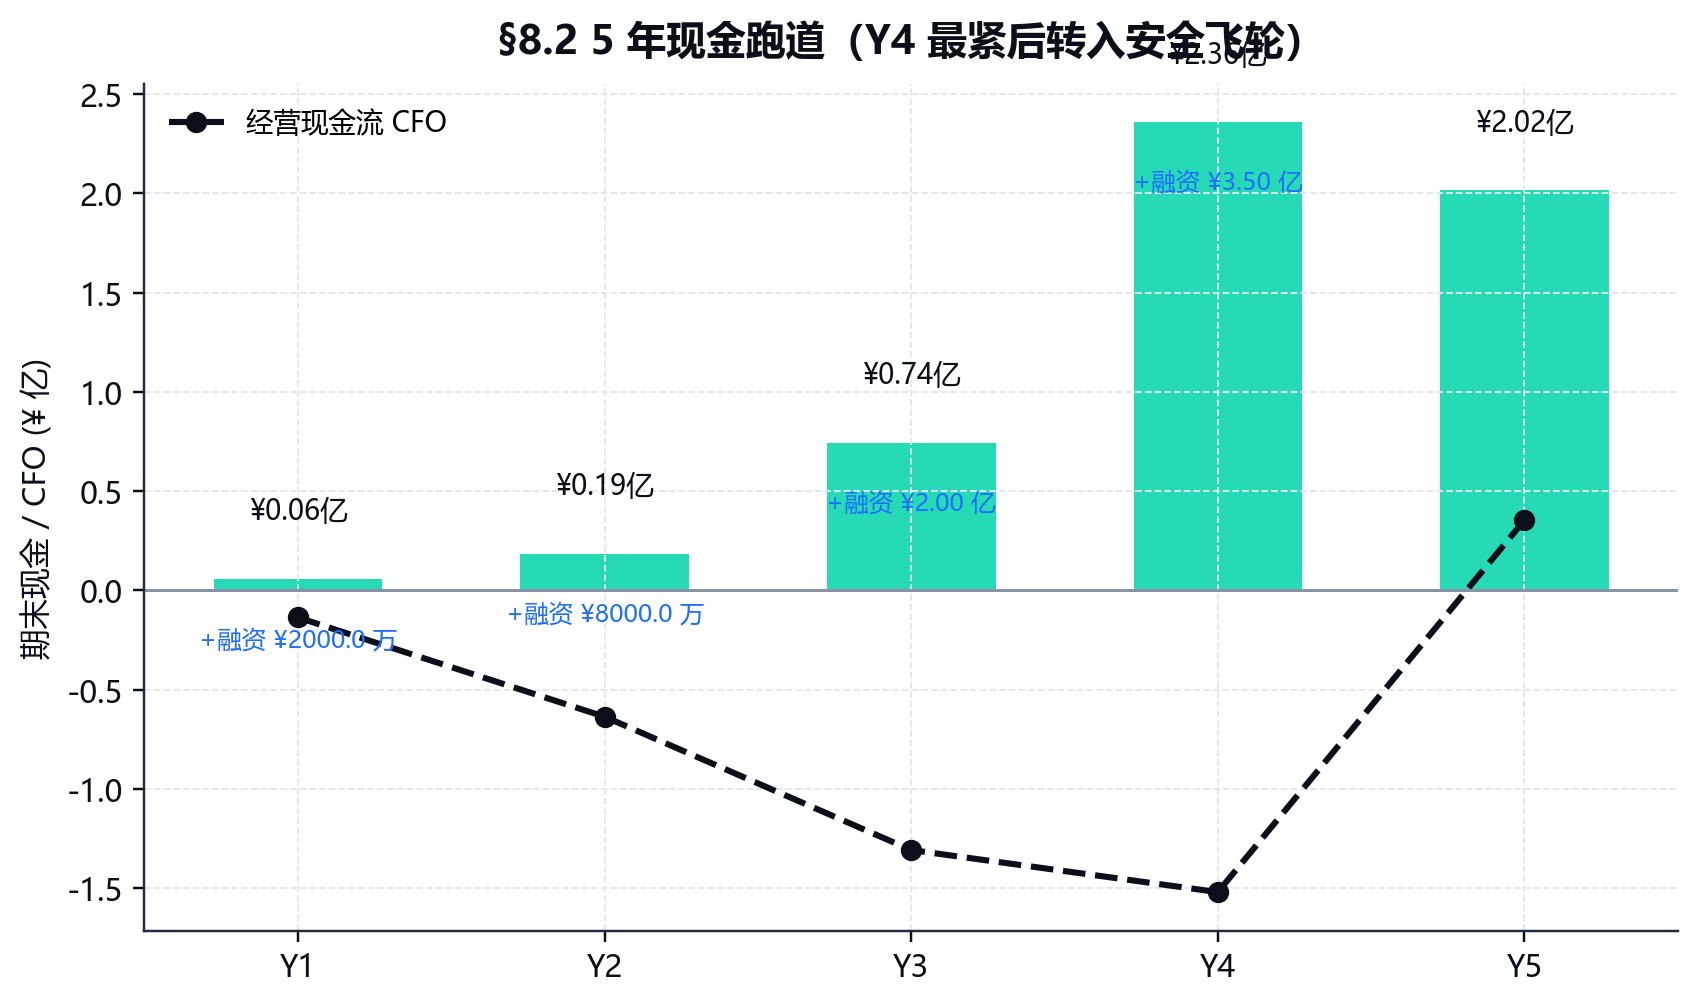 §8.2 5 年现金跑道（Y4 最紧后转入安全飞轮）
¥2.36亿
经营现金流 CFO
¥2.02亿
+融资 ¥3.50 亿
¥0.74亿
¥0.19亿
+融资 ¥2.00 亿
¥0.06亿
+融资 ¥8000.0 万
+融资 ¥2000.0 万
期末现金 / CFO (¥ 亿)
2.5
2.0
1.5
1.0
0.5
0.0
-0.5
-1.0
-1.5
Y1 Y2 Y3 Y4 Y5